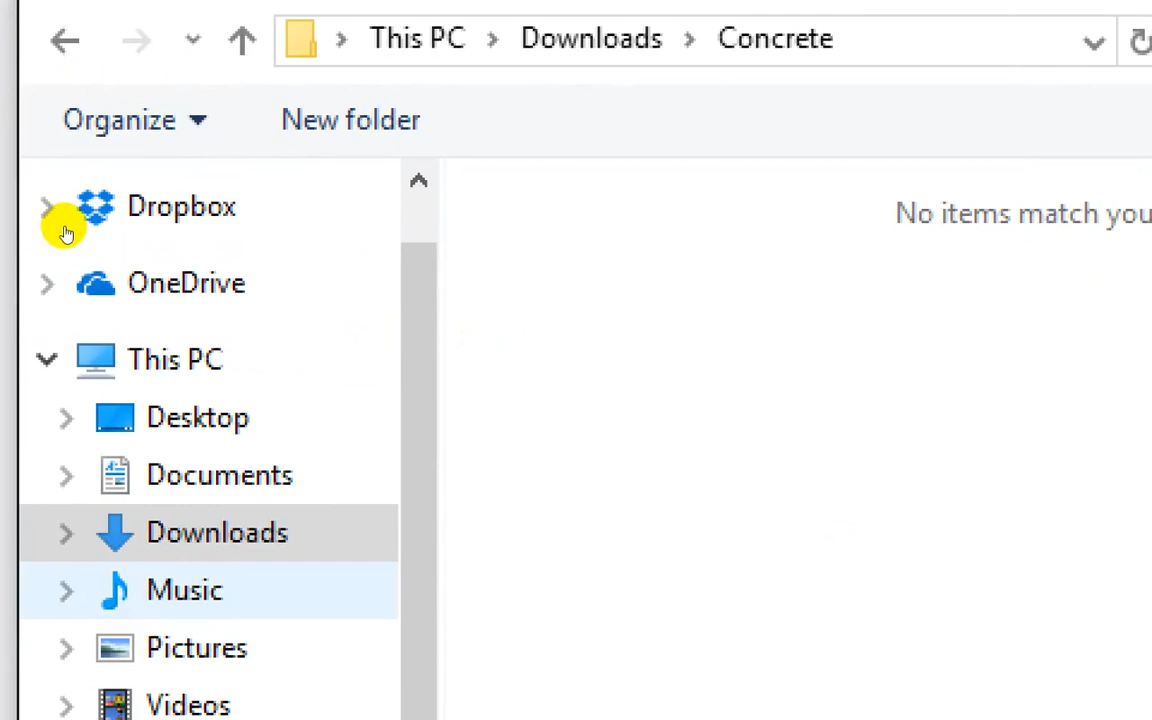 This PC > Downloads > Concrete
Organize
New folder
Dropbox
No items match you
OneDrive
This PC
Desktop
Documents
Downloads
Music
Pictures
Videos